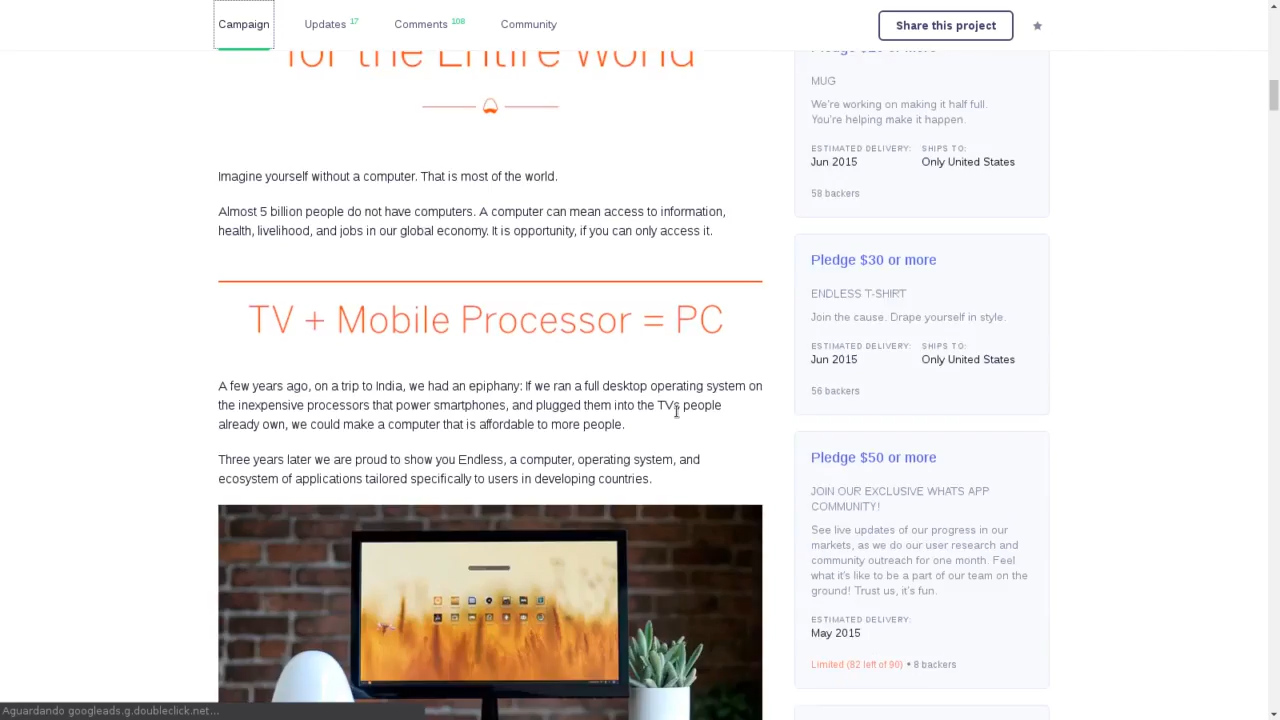 Campaign
Updates 17
Comments 108
Community
Share this project
for the Entire World
Imagine yourself without a computer. That is most of the world.
Almost 5 billion people do not have computers. A computer can mean access to information,
health, livelihood, and jobs in our global economy. It is opportunity, if you can only access it.
TV + Mobile Processor = PC
A few years ago, on a trip to India, we had an epiphany: If we ran a full desktop operating system on
the inexpensive processors that power smartphones, and plugged them into the TVs people
already own, we could make a computer that is affordable to more people.
Three years later we are proud to show you Endless, a computer, operating system, and
ecosystem of applications tailored specifically to users in developing countries.
MUG
We're working on making it half full.
You're helping make it happen.
ESTIMATED DELIVERY: SHIPS TO:
Jun 2015 Only United States
58 backers
Pledge $30 or more
ENDLESS T-SHIRT
Join the cause. Drape yourself in style.
ESTIMATED DELIVERY: SHIPS TO:
Jun 2015 Only United States
56 backers
Pledge $50 or more
JOIN OUR EXCLUSIVE WHATS APP
COMMUNITY!
See live updates of our progress in our
markets, as we do our user research and
community outreach for one month. Feel
what it's like to be a part of our team on the
ground! Trust us, it's fun.
ESTIMATED DELIVERY:
May 2015
Limited (82 left of 90) • 8 backers
Aguardando googleads.g.doubleclick.net...